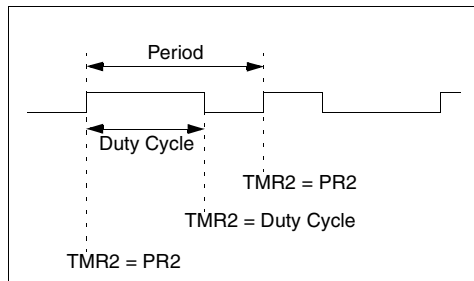 Period
Duty Cycle
TMR2 = PR2
TMR2 = Duty Cycle
TMR2 = PR2